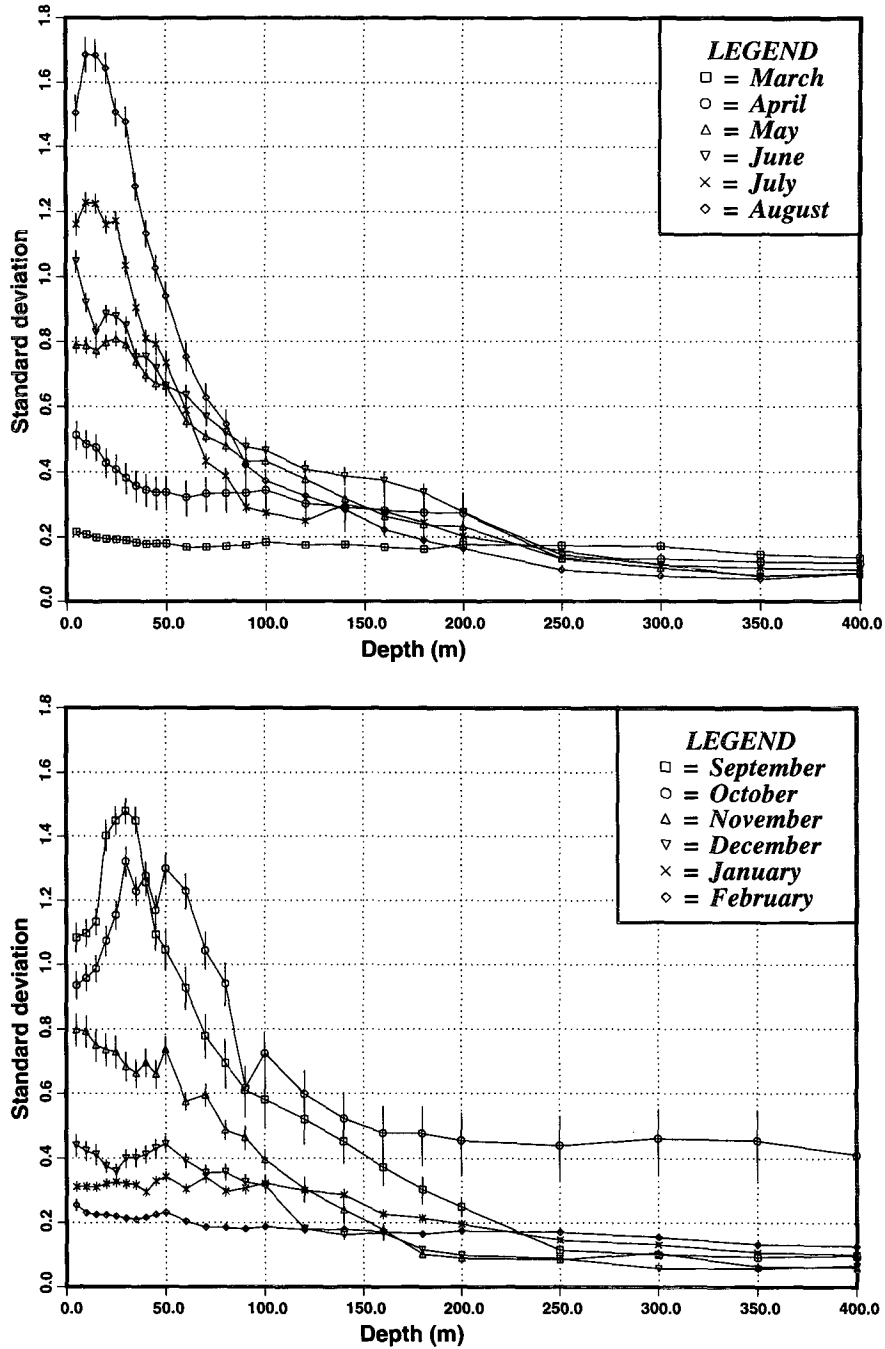 1.8
1.6
1.4
1.2
1.0
0.8
0.6
0.4
0.2
0.0
Standard deviation
LEGEND
= March
= April
= May
= June
= July
= August
0.0 50.0 100.0 150.0 200.0 250.0 300.0 350.0 400.0
Depth (m)
1.8
1.6
1.4
1.2
1.0
0.8
0.6
0.4
0.2
0.0
Standard deviation
LEGEND
= September
= October
= November
= December
= January
= February
0.0 50.0 100.0 150.0 200.0 250.0 300.0 350.0 400.0
Depth (m)